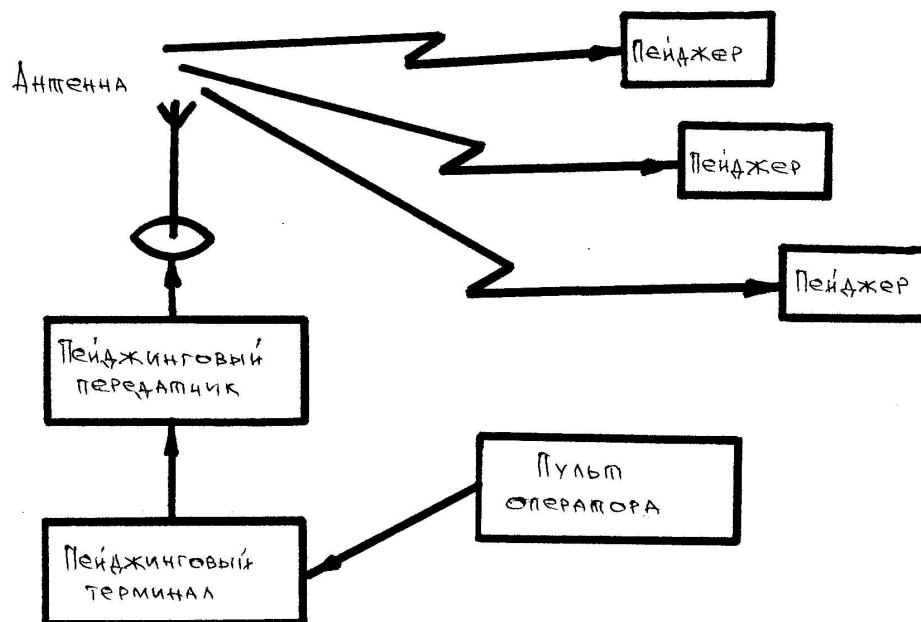 Пейджер
Антенна
Пейджер
Пейджер
Пейджинговый
передатчик
Пульт
оператора
Пейджинговый
терминал